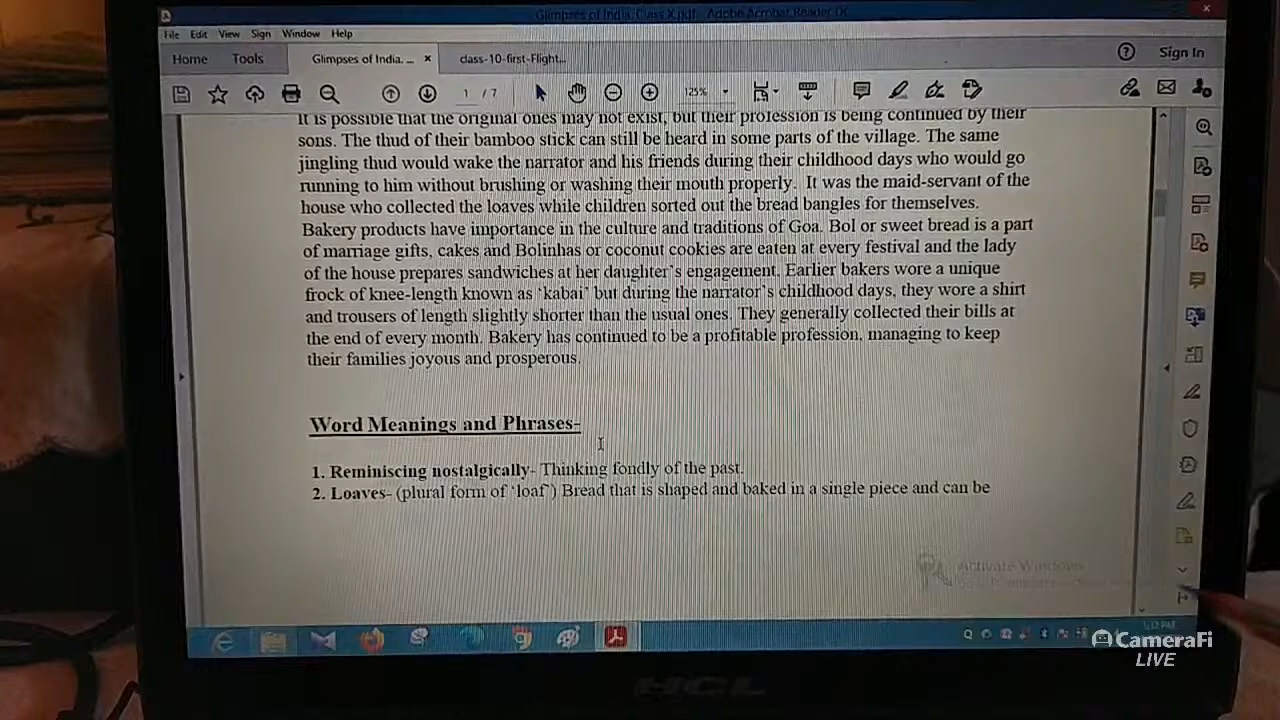 Glimpses of India. Class X.pdf - Adobe Acrobat Reader DC
File Edit View Sign Window Help
Home Tools Glimpses of India. ... × class-10-first-Flight... Sign In
1 / 7 125%
It is possible that the original ones may not exist, but their profession is being continued by their
sons. The thud of their bamboo stick can still be heard in some parts of the village. The same
jingling thud would wake the narrator and his friends during their childhood days who would go
running to him without brushing or washing their mouth properly. It was the maid-servant of the
house who collected the loaves while children sorted out the bread bangles for themselves.
Bakery products have importance in the culture and traditions of Goa. Bol or sweet bread is a part
of marriage gifts, cakes and Bolinhas or coconut cookies are eaten at every festival and the lady
of the house prepares sandwiches at her daughter's engagement. Earlier bakers wore a unique
frock of knee-length known as 'kabai' but during the narrator's childhood days, they wore a shirt
and trousers of length slightly shorter than the usual ones. They generally collected their bills at
the end of every month. Bakery has continued to be a profitable profession, managing to keep
their families joyous and prosperous.
Word Meanings and Phrases-
1. Reminiscing nostalgically- Thinking fondly of the past.
2. Loaves- (plural form of 'loaf') Bread that is shaped and baked in a single piece and can be
Activate Windows
CameraFi
LIVE
HCL